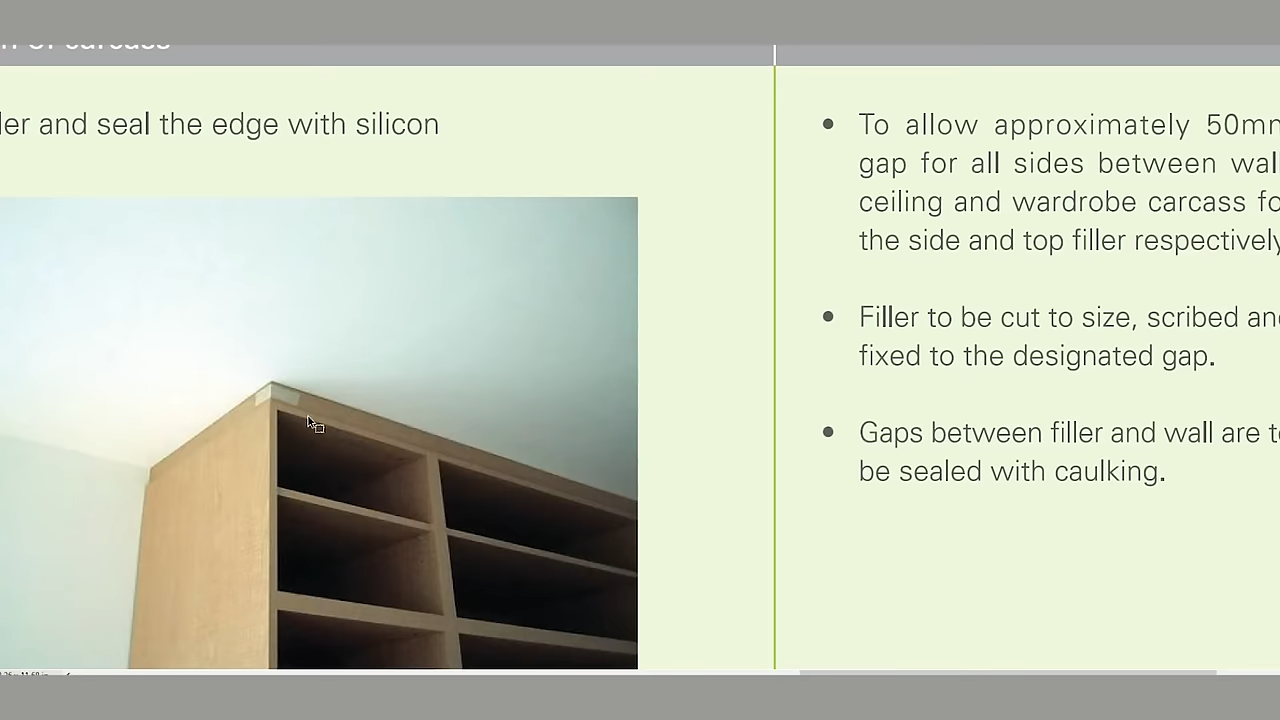 n of carcass
ler and seal the edge with silicon
• To allow approximately 50mm
gap for all sides between wall
ceiling and wardrobe carcass fo
the side and top filler respectively
• Filler to be cut to size, scribed and
fixed to the designated gap.
• Gaps between filler and wall are to
be sealed with caulking.